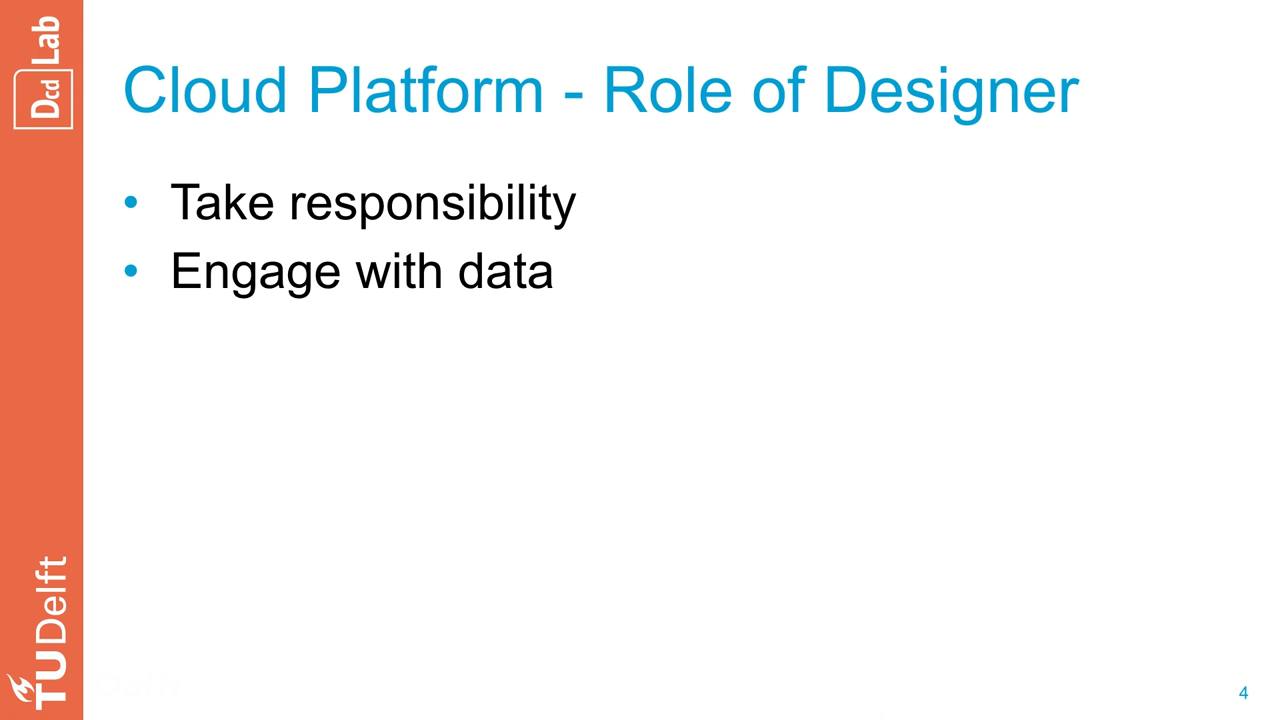 Dcd Lab
Cloud Platform - Role of Designer
• Take responsibility
• Engage with data
TUDelft
4